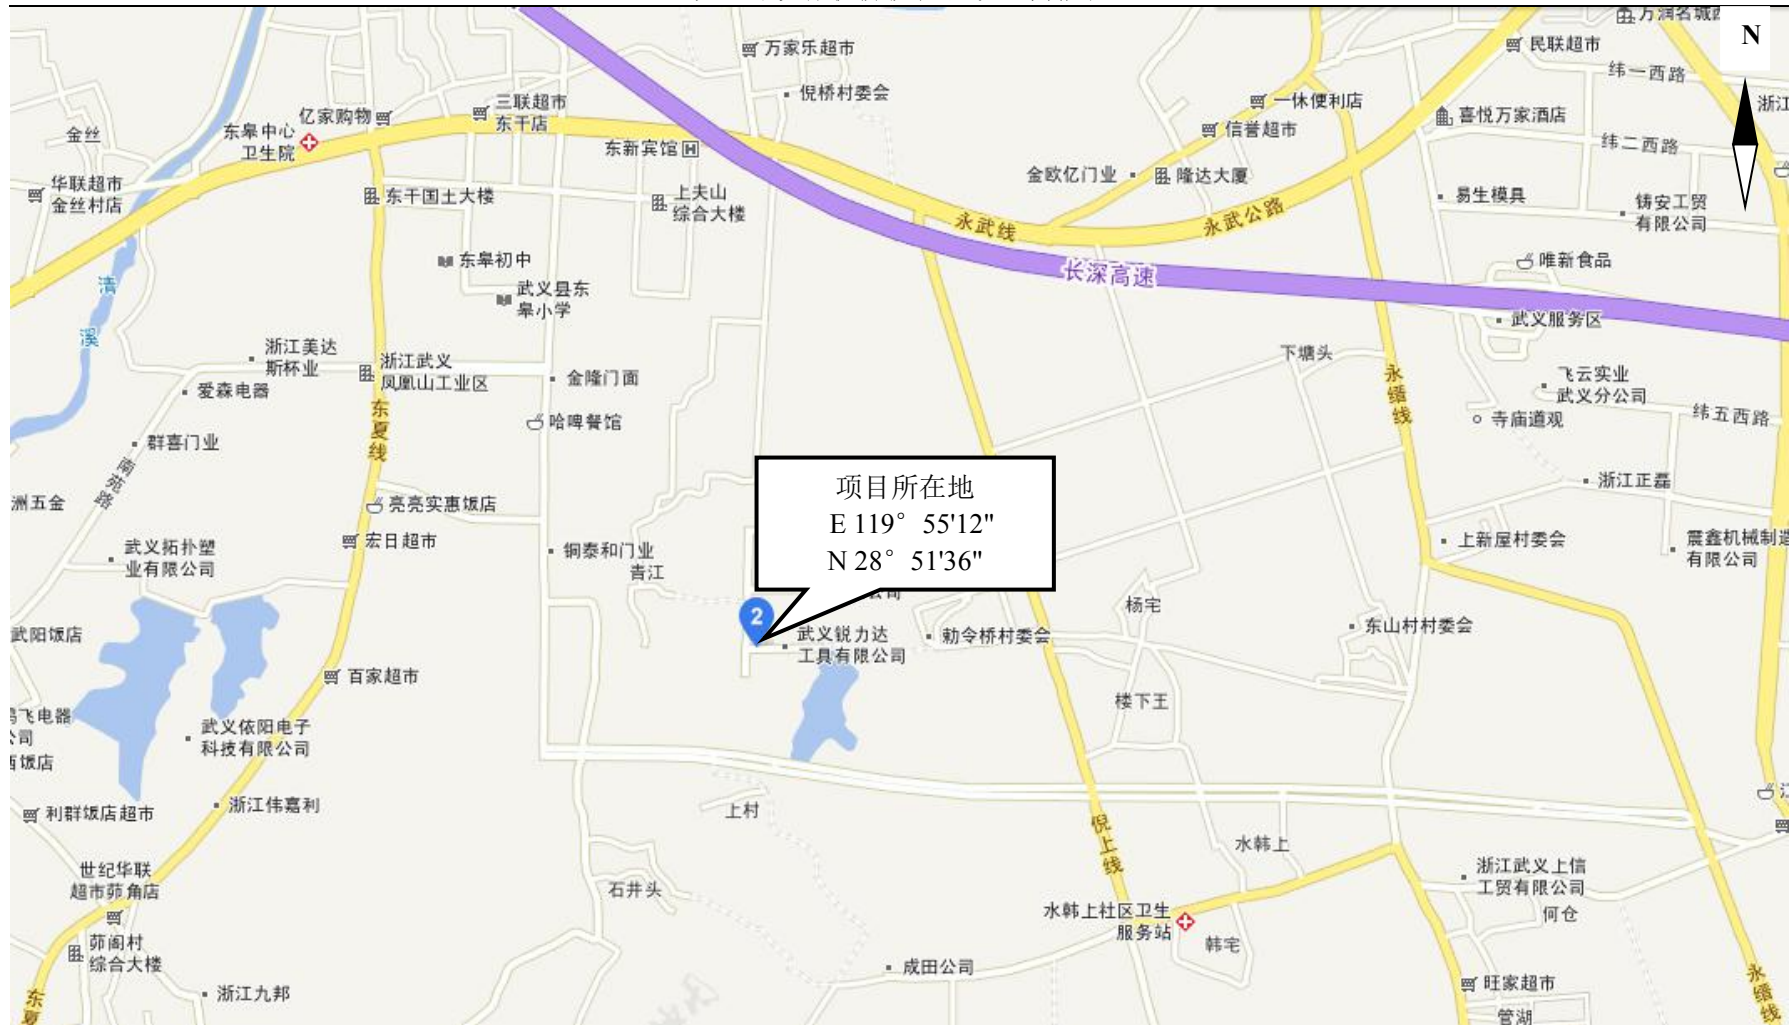 万润名城西
N
万家乐超市
民联超市
纬一西路
倪桥村委会
浙江
三联超市
东干店
亿家购物
一休便利店
喜悦万家酒店
金丝
东皋中心
卫生院
信誉超市
纬二西路
东新宾馆
金欧亿门业
隆达大厦
华联超市
金丝村店
东干国土大楼
上夫山
综合大楼
易生模具
铸安工贸
有限公司
永武线
永武公路
东皋初中
唯新食品
长深高速
清
溪
武义县东
皋小学
武义服务区
浙江美达
斯杯业
浙江武义
凤凰山工业区
下塘头
爱森电器
金隆门面
飞云实业
武义分公司
永缙线
东夏线
哈啤餐馆
纬五西路
寺庙道观
群喜门业
南苑路
项目所在地
E 119° 55'12"
N 28° 51'36"
浙江正磊
洲五金
亮亮实惠饭店
宏日超市
武义拓扑塑
业有限公司
铜泰和门业
青江
上新屋村委会
震鑫机械制造
有限公司
公司
杨宅
2
武阳饭店
武义锐力达
工具有限公司
勅令桥村委会
东山村村委会
百家超市
楼下王
飞电器
公司
饭店
武义依阳电子
科技有限公司
利群饭店超市
浙江伟嘉利
上村
江
倪上线
水韩上
世纪华联
超市茆角店
石井头
浙江武义上信
工贸有限公司
何仓
水韩上社区卫生
服务站
韩宅
茆阁村
综合大楼
成田公司
旺家超市
永缙线
浙江九邦
东夏
管湖